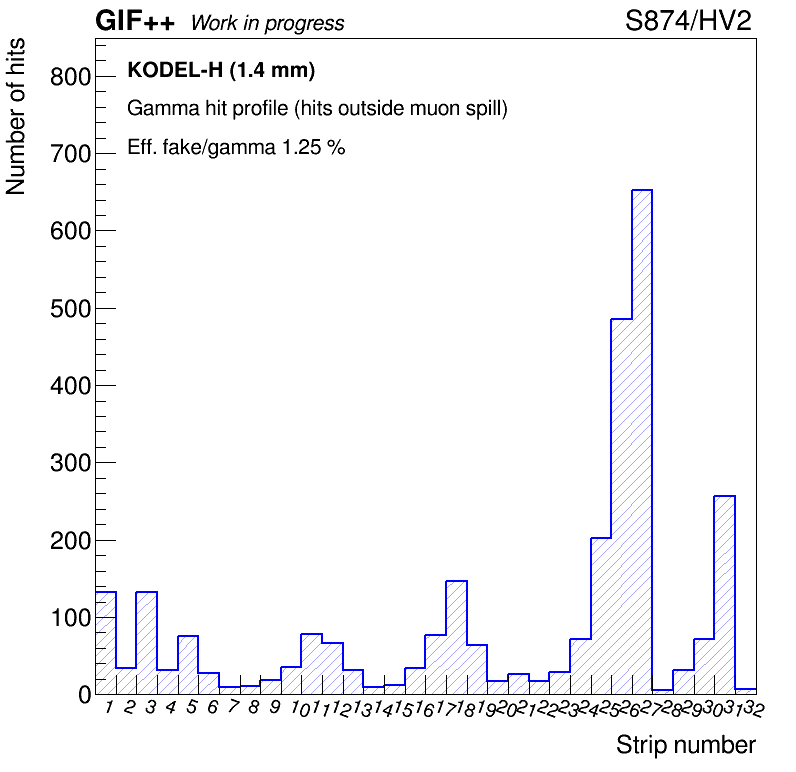 GIF++ Work in progress S874/HV2
Number of hits
KODEL-H (1.4 mm)
Gamma hit profile (hits outside muon spill)
Eff. fake/gamma 1.25 %
800
700
600
500
400
300
200
100
0
1 2 3 4 5 6 7 8 9 10 11 12 13 14 15 16 17 18 19 20 21 22 23 24 25 26 27 28 29 30 31 32
Strip number